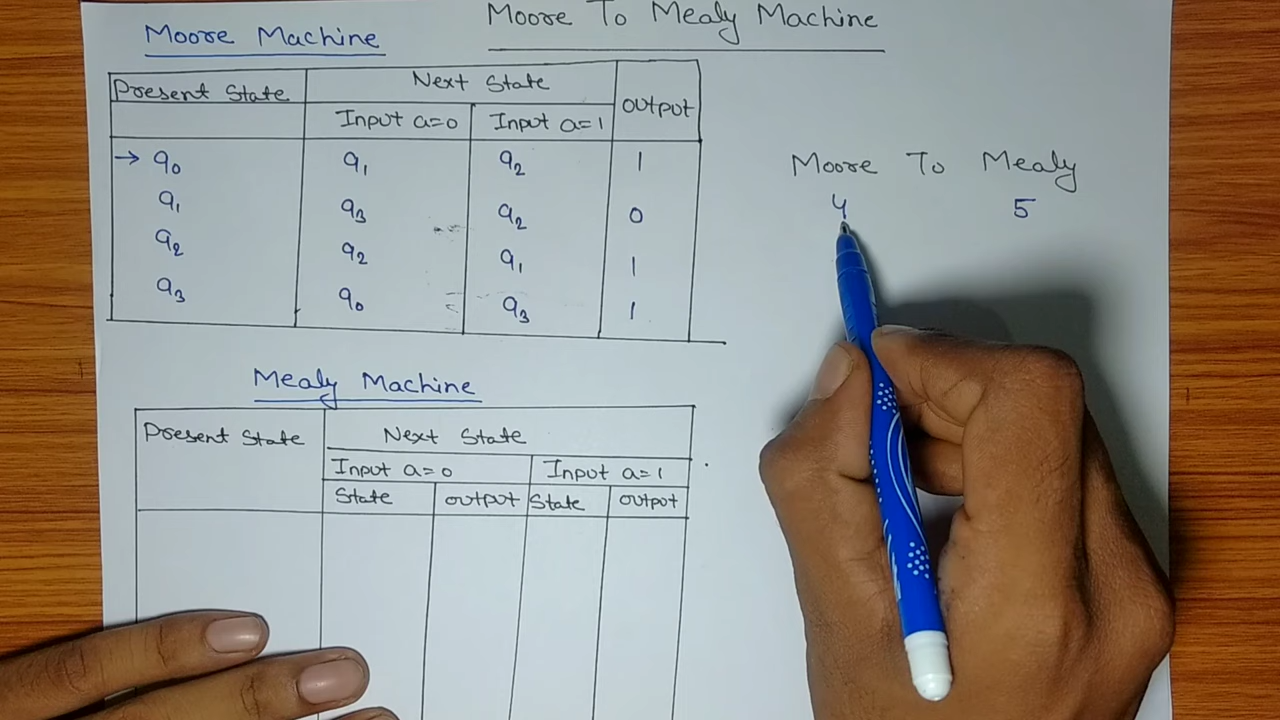 Moore To Mealy Machine
Moore Machine
Present State Next State output
Input a=0 Input a=1
→ q0 q1 q2 1
q1 q3 q2 0
q2 q2 q1 1
q3 q0 q3 1
Moore To Mealy
4 5
Mealy Machine
Present State Next State
Input a=0 Input a=1
State output State output